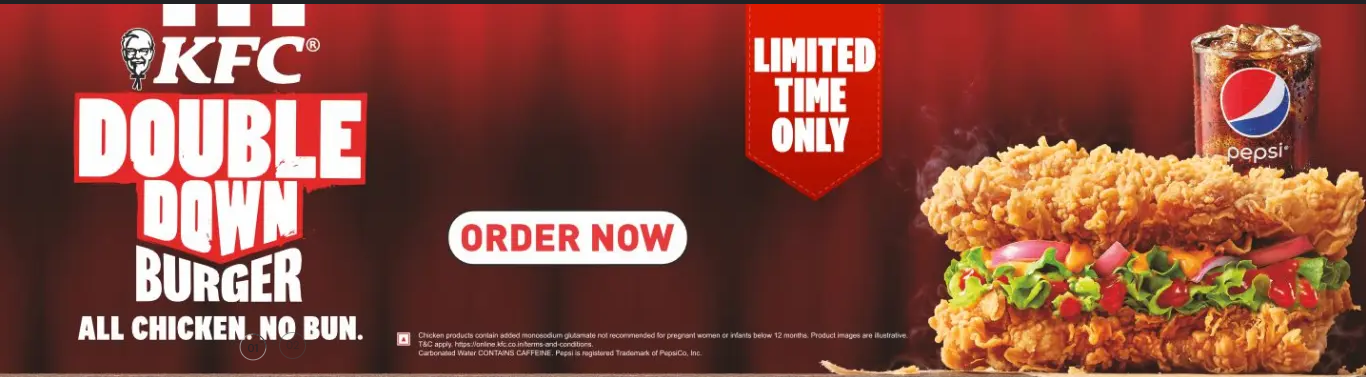 KFC®
DOUBLE
DOWN
BURGER
ALL CHICKEN. NO BUN.
ORDER NOW
LIMITED
TIME
ONLY
pepsi
Chicken products contain added monosodium glutamate not recommended for pregnant women or infants below 12 months. Product images are illustrative.
T&C apply. https://online.kfc.co.in/terms-and-conditions.
Carbonated Water CONTAINS CAFFEINE. Pepsi is registered Trademark of PepsiCo, Inc.